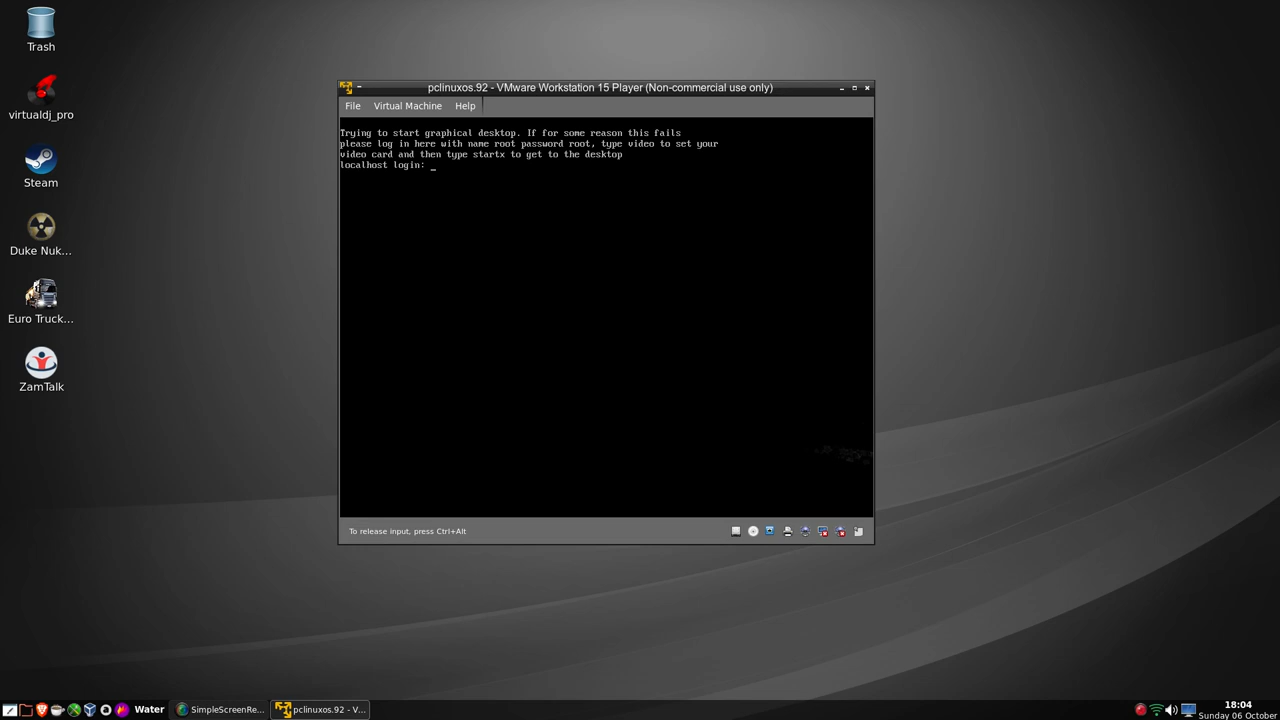 Trash
virtualdj_pro
Steam
Duke Nuk...
Euro Truck...
ZamTalk
pclinuxos.92 - VMware Workstation 15 Player (Non-commercial use only)
File Virtual Machine Help
Trying to start graphical desktop. If for some reason this fails
please log in here with name root password root, type video to set your
video card and then type startx to get to the desktop
localhost login: _
To release input, press Ctrl+Alt
Water SimpleScreenRe... pclinuxos.92 - V...
18:04
Sunday 06 October